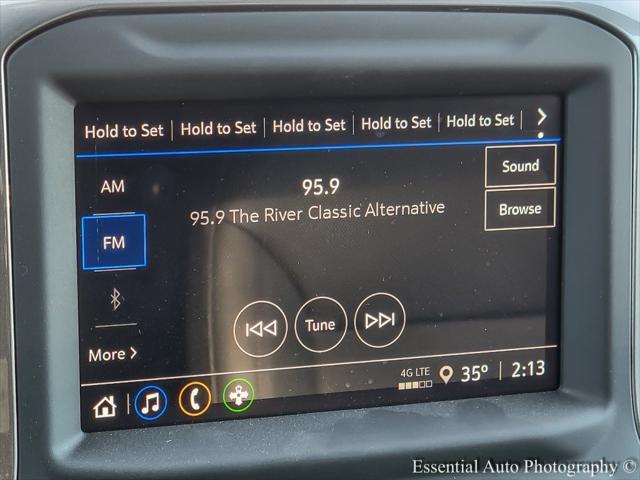 Hold to Set Hold to Set Hold to Set Hold to Set Hold to Set
AM
95.9
Sound
95.9 The River Classic Alternative
Browse
FM
Tune
More
4G LTE
35° 2:13
Essential Auto Photography ©